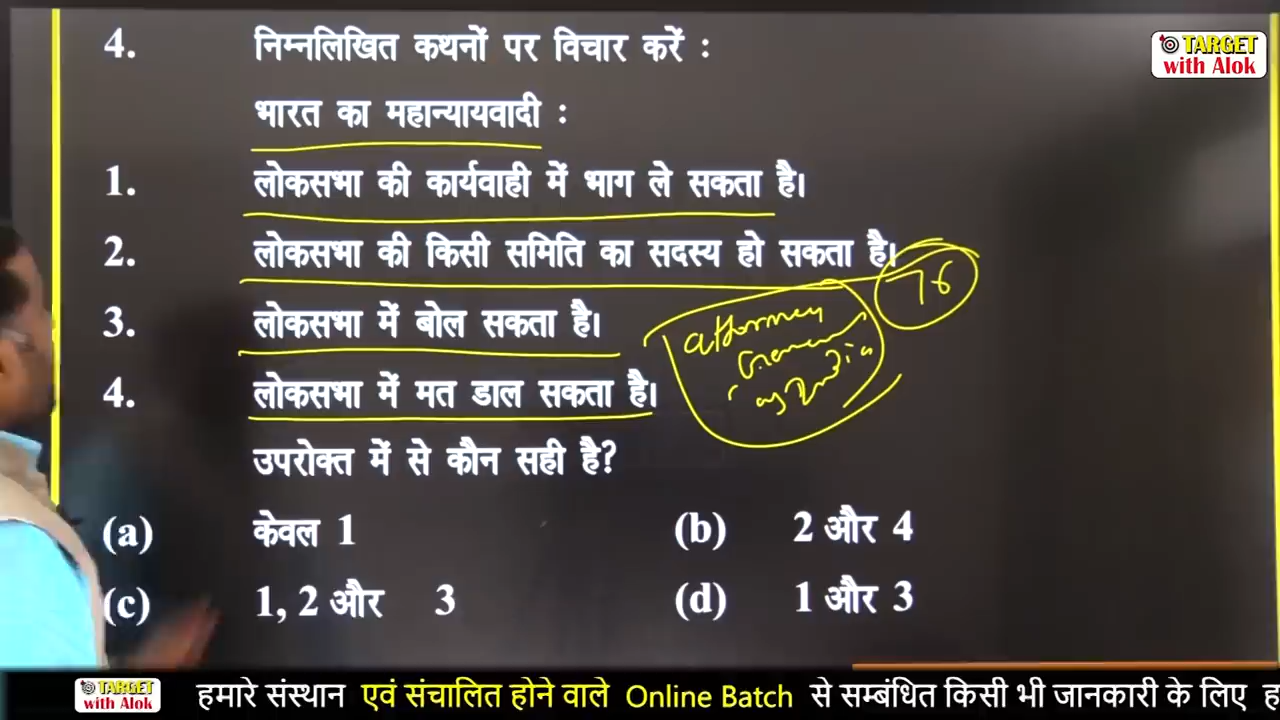 TARGET
with Alok
4. निम्नलिखित कथनों पर विचार करें :
भारत का महान्यायवादी :
1. लोकसभा की कार्यवाही में भाग ले सकता है।
2. लोकसभा की किसी समिति का सदस्य हो सकता है।
76
3. लोकसभा में बोल सकता है।
attorney
General
of India
4. लोकसभा में मत डाल सकता है।
उपरोक्त में से कौन सही है?
(a) केवल 1 (b) 2 और 4
(c) 1, 2 और 3 (d) 1 और 3
TARGET
with Alok
हमारे संस्थान एवं संचालित होने वाले Online Batch से सम्बंधित किसी भी जानकारी के लिए ह